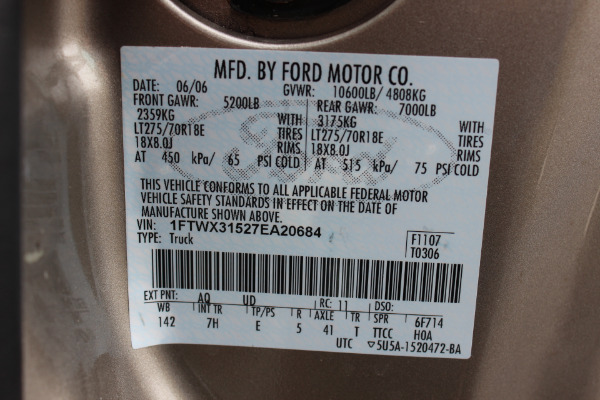 MFD. BY FORD MOTOR CO.
DATE: 06/06 GVWR: 10600LB/ 4808KG
FRONT GAWR: 5200LB REAR GAWR: 7000LB
2359KG WITH 3175KG WITH
LT275/70R18E TIRES LT275/70R18E TIRES
18X8.0J RIMS 18X8.0J RIMS
AT 450 kPa/ 65 PSI COLD AT 515 kPa/ 75 PSI COLD
THIS VEHICLE CONFORMS TO ALL APPLICABLE FEDERAL MOTOR
VEHICLE SAFETY STANDARDS IN EFFECT ON THE DATE OF
MANUFACTURE SHOWN ABOVE.
VIN: 1FTWX31527EA20684 F1107
TYPE: Truck T0306
EXT PNT: AQ UD RC: 11 DSO:
WB INT TR TP/PS R AXLE TR SPR 6F714
142 7H E 5 41 T TTCC HOA
UTC ▽5U5A-1520472-BA